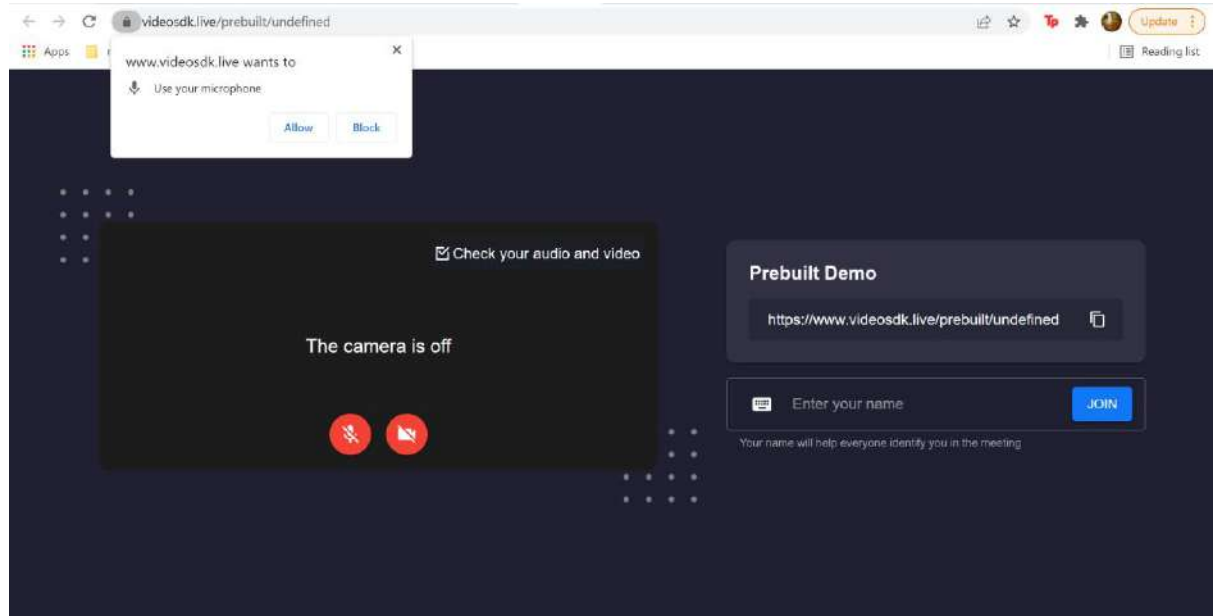 videosdk.live/prebuilt/undefined
Tp
Update
Apps
Reading list
www.videosdk.live wants to
Use your microphone
Allow Block
Check your audio and video
The camera is off
Prebuilt Demo
https://www.videosdk.live/prebuilt/undefined
Enter your name JOIN
Your name will help everyone identify you in the meeting